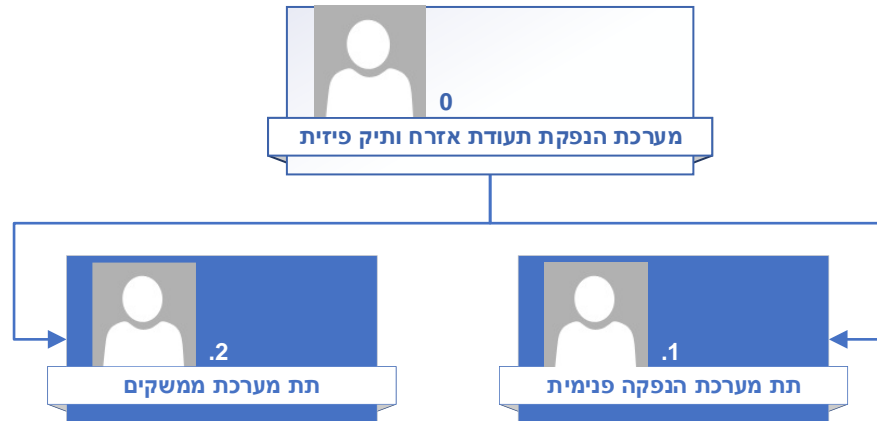 0
מערכת הנפקת תעודת אזרח ותיק פיזית
.1
תת מערכת הנפקה פנימית
.2
תת מערכת ממשקים